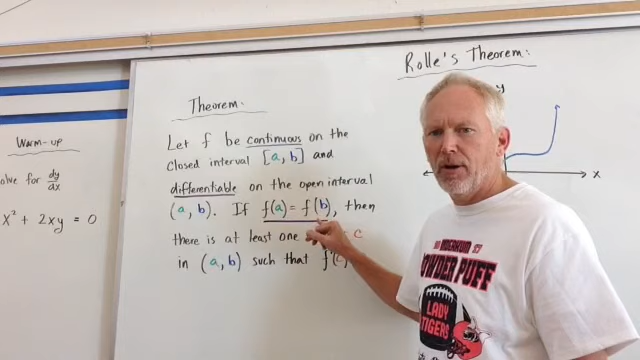 Rolle's Theorem:
Theorem:
Let f be continuous on the
closed interval [a, b] and
differentiable on the open interval
(a, b). If f(a) = f(b), then
there is at least one c
in (a, b) such that f'(c)
y
x
Warm-up
olve for dy/dx
x² + 2xy = 0
POWDER PUFF
LADY
TIGERS